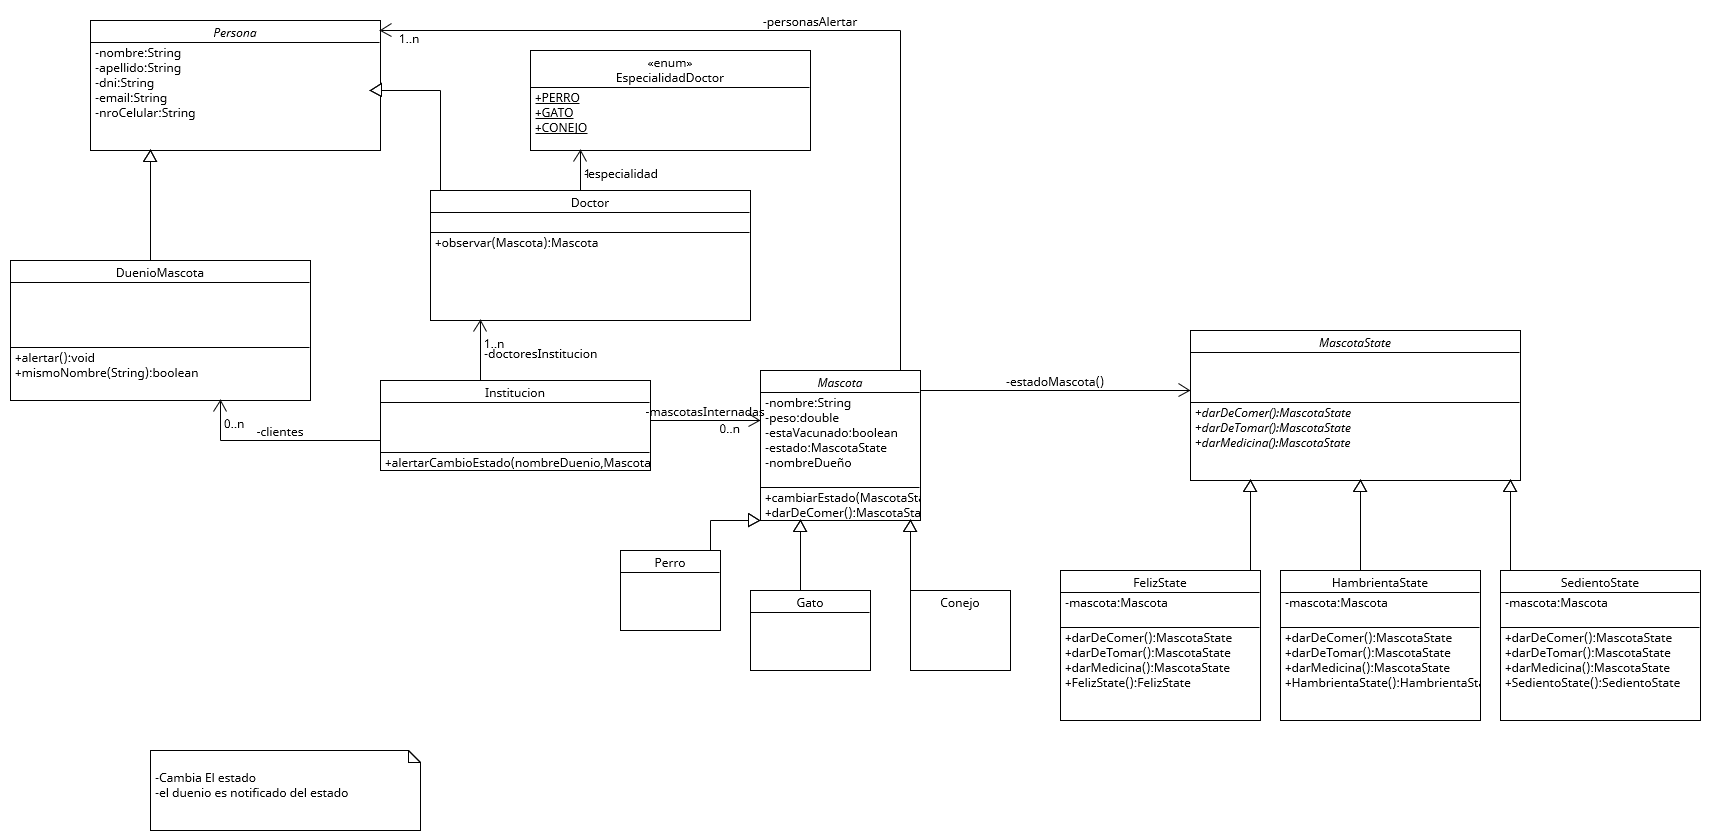 -personasAlertar
1..n
Persona
-nombre:String
-apellido:String
-dni:String
-email:String
-nroCelular:String
«enum»
EspecialidadDoctor
+PERRO
+GATO
+CONEJO
-especialidad
Doctor
+observar(Mascota):Mascota
DuenioMascota
+alertar():void
+mismoNombre(String):boolean
1..n
-doctoresInstitucion
Institucion
+alertarCambioEstado(nombreDuenio,Mascota
0..n
-clientes
-mascotasInternadas
0..n
Mascota
-nombre:String
-peso:double
-estaVacunado:boolean
-estado:MascotaState
-nombreDueño
+cambiarEstado(MascotaSta
+darDeComer():MascotaSta
-estadoMascota()
MascotaState
+darDeComer():MascotaState
+darDeTomar():MascotaState
+darMedicina():MascotaState
Perro
Gato
Conejo
FelizState
-mascota:Mascota
+darDeComer():MascotaState
+darDeTomar():MascotaState
+darMedicina():MascotaState
+FelizState():FelizState
HambrientaState
-mascota:Mascota
+darDeComer():MascotaState
+darDeTomar():MascotaState
+darMedicina():MascotaState
+HambrientaState():HambrientaSta
SedientoState
-mascota:Mascota
+darDeComer():MascotaState
+darDeTomar():MascotaState
+darMedicina():MascotaState
+SedientoState():SedientoState
-Cambia El estado
-el duenio es notificado del estado